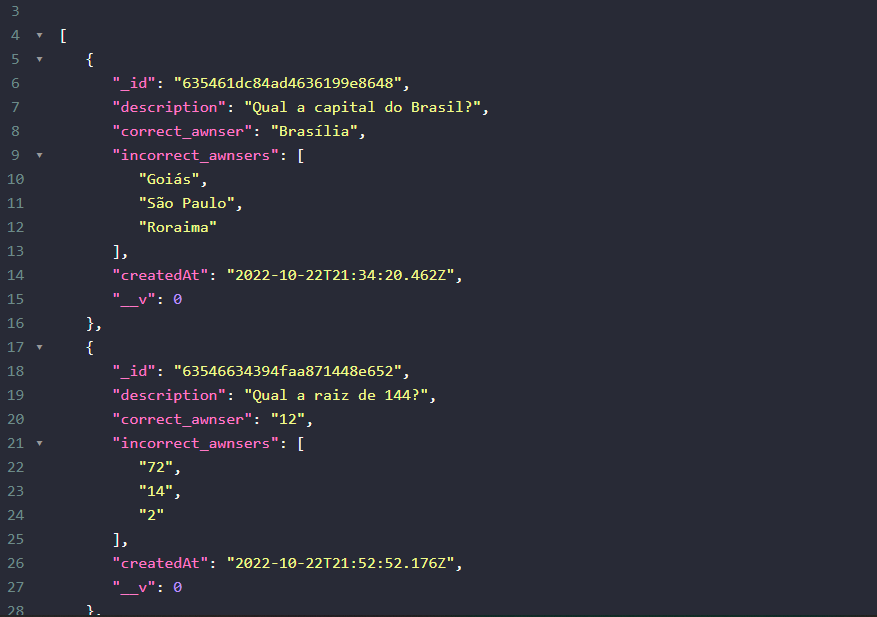 3
4 ▾ [
5 ▾ {
6 "_id": "635461dc84ad4636199e8648",
7 "description": "Qual a capital do Brasil?",
8 "correct_awnser": "Brasília",
9 ▾ "incorrect_awnsers": [
10 "Goiás",
11 "São Paulo",
12 "Roraima"
13 ],
14 "createdAt": "2022-10-22T21:34:20.462Z",
15 "__v": 0
16 },
17 ▾ {
18 "_id": "63546634394faa871448e652",
19 "description": "Qual a raiz de 144?",
20 "correct_awnser": "12",
21 ▾ "incorrect_awnsers": [
22 "72",
23 "14",
24 "2"
25 ],
26 "createdAt": "2022-10-22T21:52:52.176Z",
27 "__v": 0
28 },